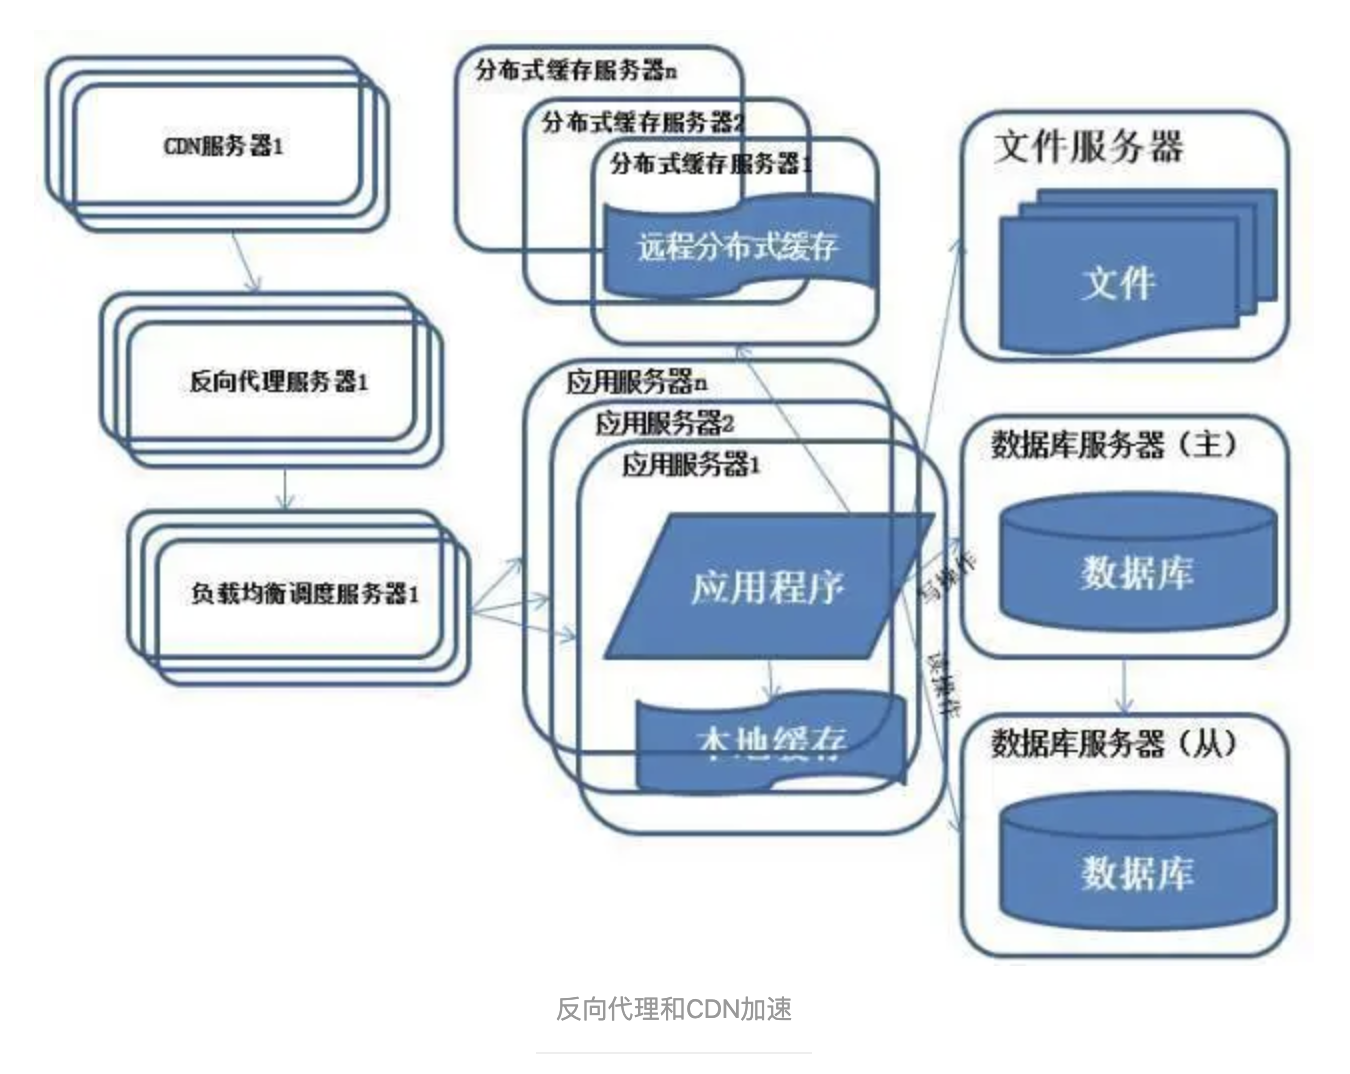 CDN服务器1
反向代理服务器1
负载均衡调度服务器1
分布式缓存服务器n
分布式缓存服务器2
分布式缓存服务器1
远程分布式缓存
应用服务器n
应用服务器2
应用服务器1
应用程序
本地缓存
写操作
读操作
文件服务器
文件
数据库服务器（主）
数据库
数据库服务器（从）
数据库
反向代理和CDN加速